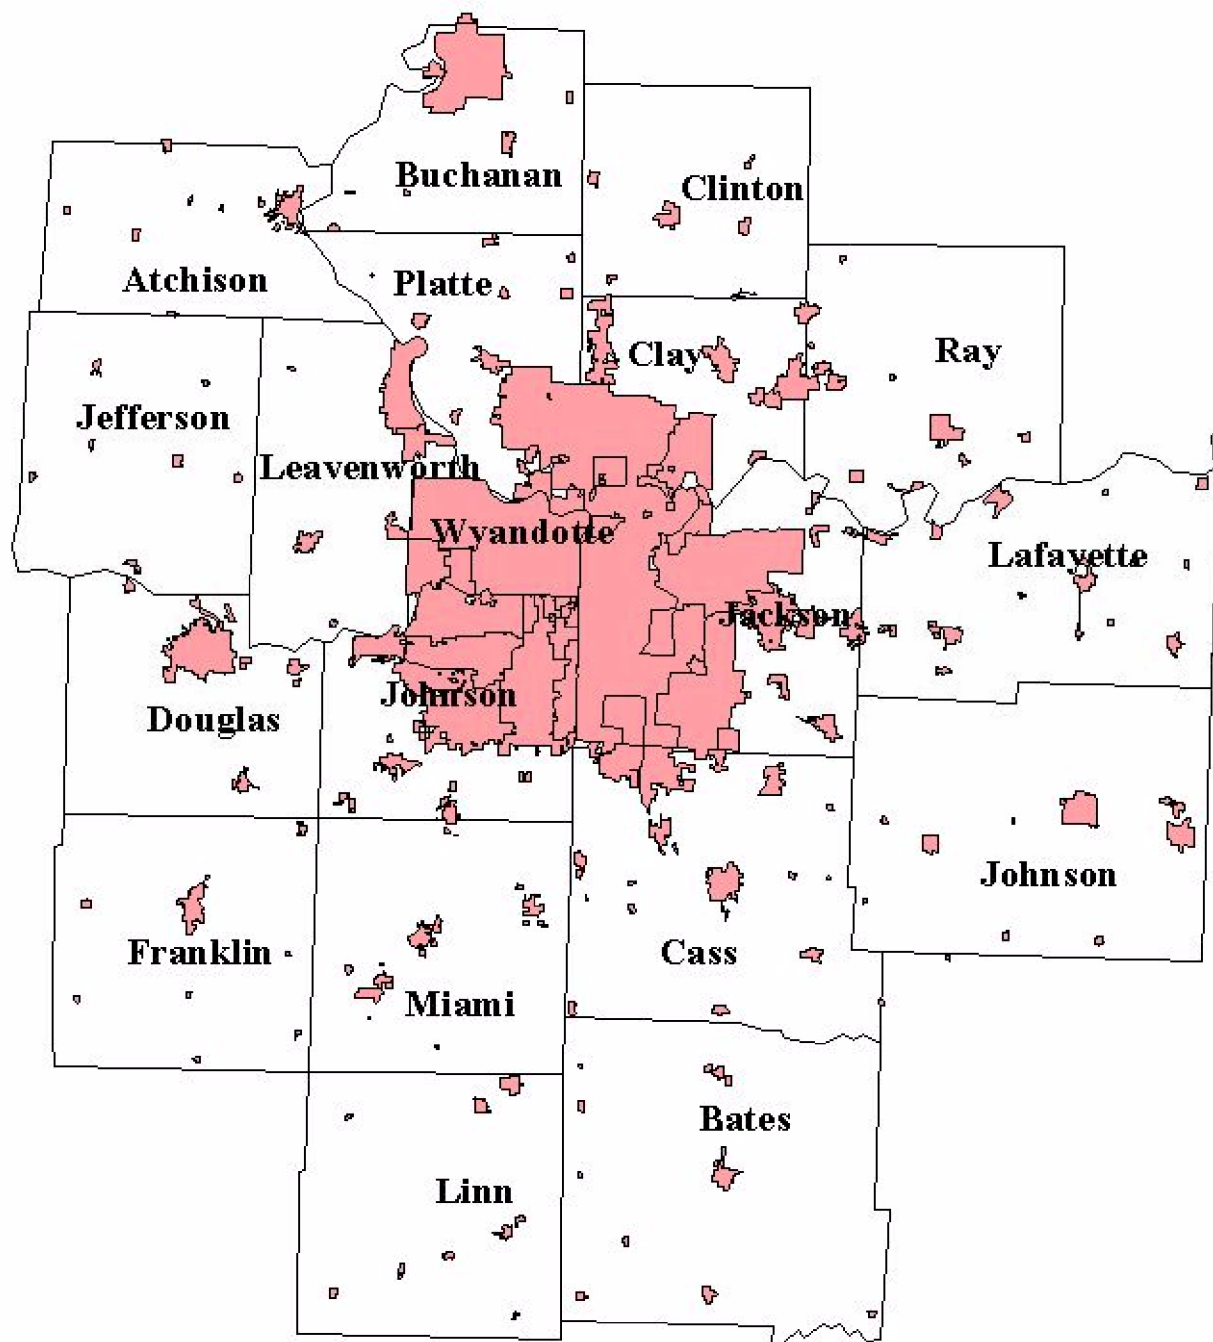 Buchanan
Clinton
Atchison
Platte
Clay
Ray
Jefferson
Leavenworth
Wyandotte
Lafayette
Jackson
Johnson
Douglas
Johnson
Franklin
Cass
Miami
Bates
Linn